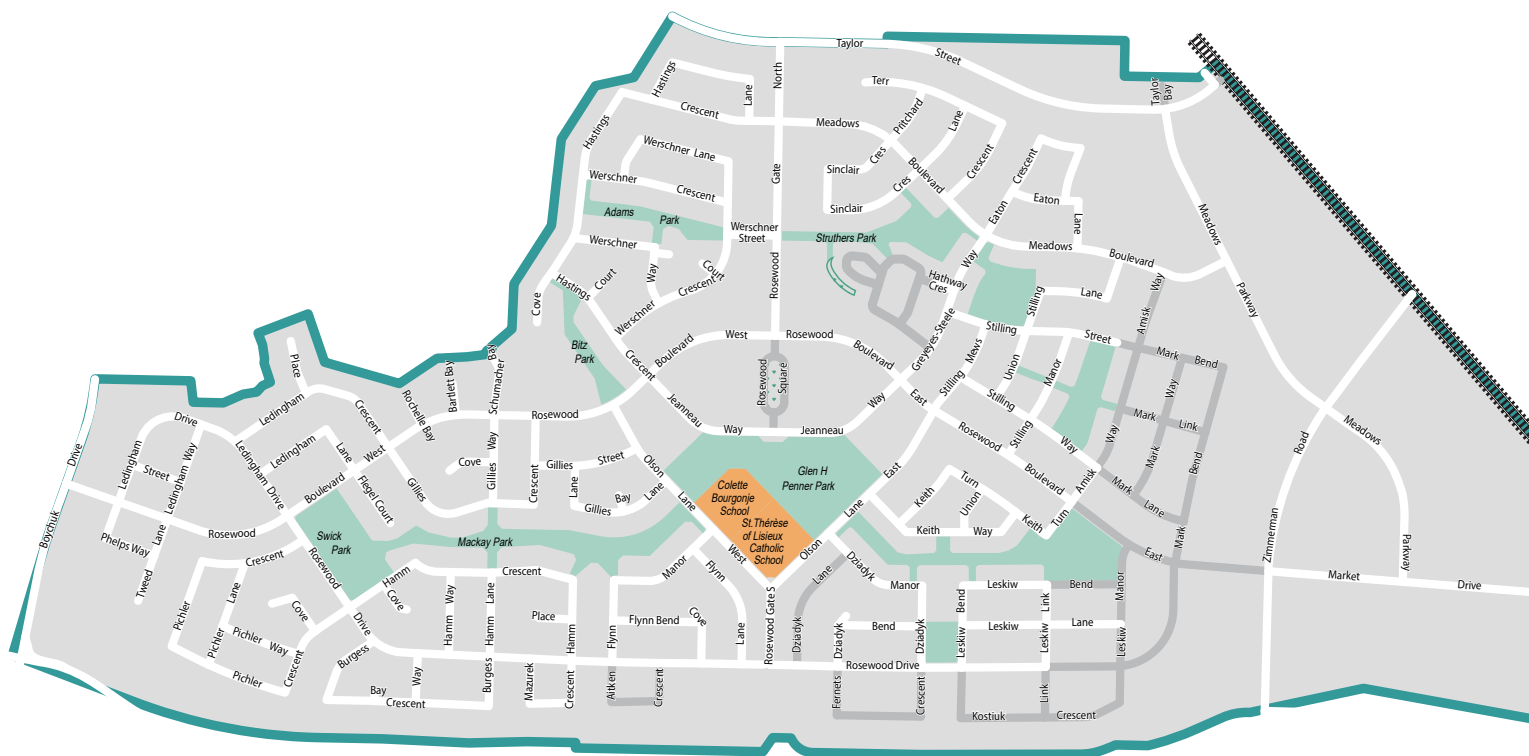 Taylor
Street
North
Taylor
Bay
Hastings
Lane
Crescent
Hastings
Terr
Pritchard
Lane
Cres
Meadows
Boulevard
Crescent
Werschner Lane
Werschner
Crescent
Gate
Sinclair
Sinclair
Cres
Crescent
Eaton
Eaton
Lane
Meadows
Boulevard
Meadows
Parkway
Adams
Park
Werschner
Street
Struthers Park
Werschner
Way
Court
Court
Hastings
Cove
Crescent
Werschner
Rosewood
Hathway
Cres
Way
Greyeyes-Steele
Stilling
Lane
Stilling
Street
Amisk
Way
Mark
Bend
Bitz
Park
Crescent
Boulevard
West
Rosewood
Boulevard
Rosewood
Square
Mews
Stilling
Union
Manor
Stilling
Stilling
Way
Way
Mark
Link
Mark
Way
Bend
Place
Ledingham
Crescent
Rochelle Bay
Bartlett Bay
Schumacher
Bay
Rosewood
Jeanneau
Way
Jeanneau
Way
East
Rosewood
Boulevard
Drive
Ledingham
Street
Ledingham Way
Ledingham Drive
Ledingham
Lane
West
Boulevard
Flegel Court
Gillies
Cove
Way
Gillies
Crescent
Gillies
Street
Lane
Gillies
Bay
Lane
Olson
Lane
Glen H
Penner Park
Colette
Bourgonje
School
St.Thérèse
of Lisieux
Catholic
School
East
Lane
Olson
West
Keith
Turn
Union
Keith
Way
Keith
Turn
Amisk
Mark
Lane
Mark
East
Drive
Boychuk
Rosewood
Phelps Way
Lane
Tweed
Crescent
Swick
Park
Rosewood
Drive
Mackay Park
Hamm
Crescent
Cove
Hamm Way
Lane
Hamm
Place
Hamm
Manor
Flynn
Flynn Bend
Cove
Lane
Flynn
Rosewood Gate S
Lane
Dziadyk
Dziadyk
Manor
Bend
Dziadyk
Dziadyk
Leskiw
Bend
Bend
Link
Leskiw
Lane
Leskiw
Leskiw
Manor
Leskiw
Pichler
Lane
Pichler
Cove
Pichler
Way
Crescent
Pichler
Burgess
Bay
Way
Crescent
Burgess
Mazurek
Crescent
Aitken
Crescent
Rosewood Drive
Fernets
Crescent
Kostiuk
Link
Crescent
Zimmerman
Road
Meadows
Parkway
Market
Drive